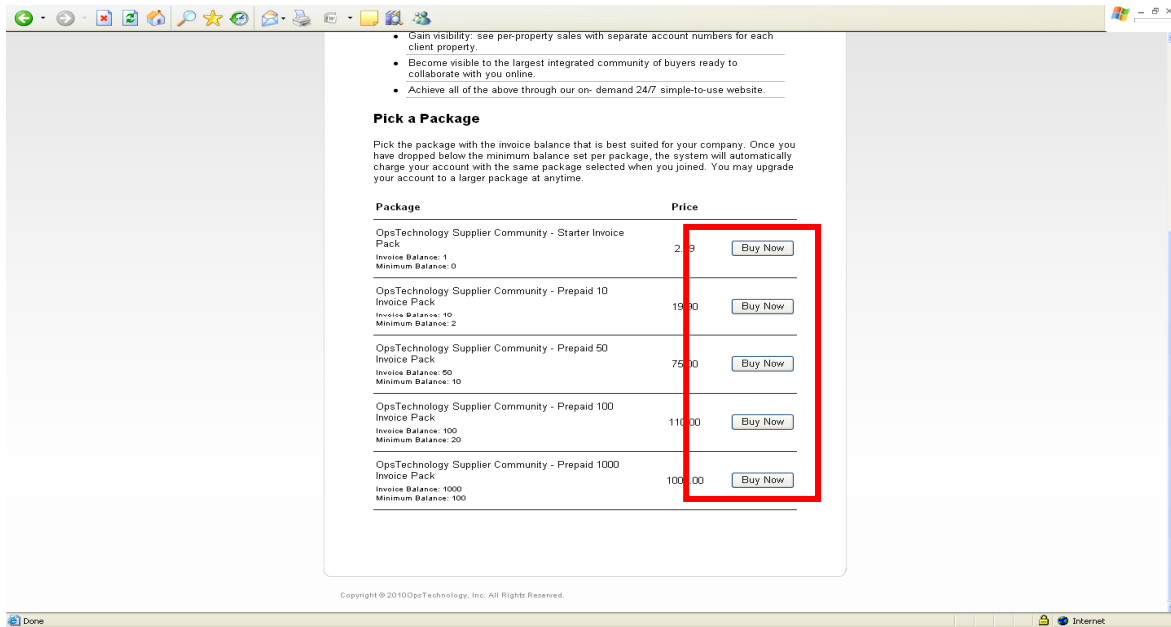 Gain visibility: see per-property sales with separate account numbers for each
client property.
Become visible to the largest integrated community of buyers ready to
collaborate with you online.
Achieve all of the above through our on- demand 24/7 simple-to-use website.
Pick a Package
Pick the package with the invoice balance that is best suited for your company. Once you
have dropped below the minimum balance set per package, the system will automatically
charge your account with the same package selected when you joined. You may upgrade
your account to a larger package at anytime.
Package Price
OpsTechnology Supplier Community - Starter Invoice
Pack
Invoice Balance: 1
Minimum Balance: 0
Buy Now
OpsTechnology Supplier Community - Prepaid 10
Invoice Pack
Invoice Balance: 10
Minimum Balance: 2
Buy Now
OpsTechnology Supplier Community - Prepaid 50
Invoice Pack
Invoice Balance: 50
Minimum Balance: 10
Buy Now
OpsTechnology Supplier Community - Prepaid 100
Invoice Pack
Invoice Balance: 100
Minimum Balance: 20
Buy Now
OpsTechnology Supplier Community - Prepaid 1000
Invoice Pack
Invoice Balance: 1000
Minimum Balance: 100
Buy Now
Copyright © 2010OpsTechnology, Inc. All Rights Reserved.
Done Internet